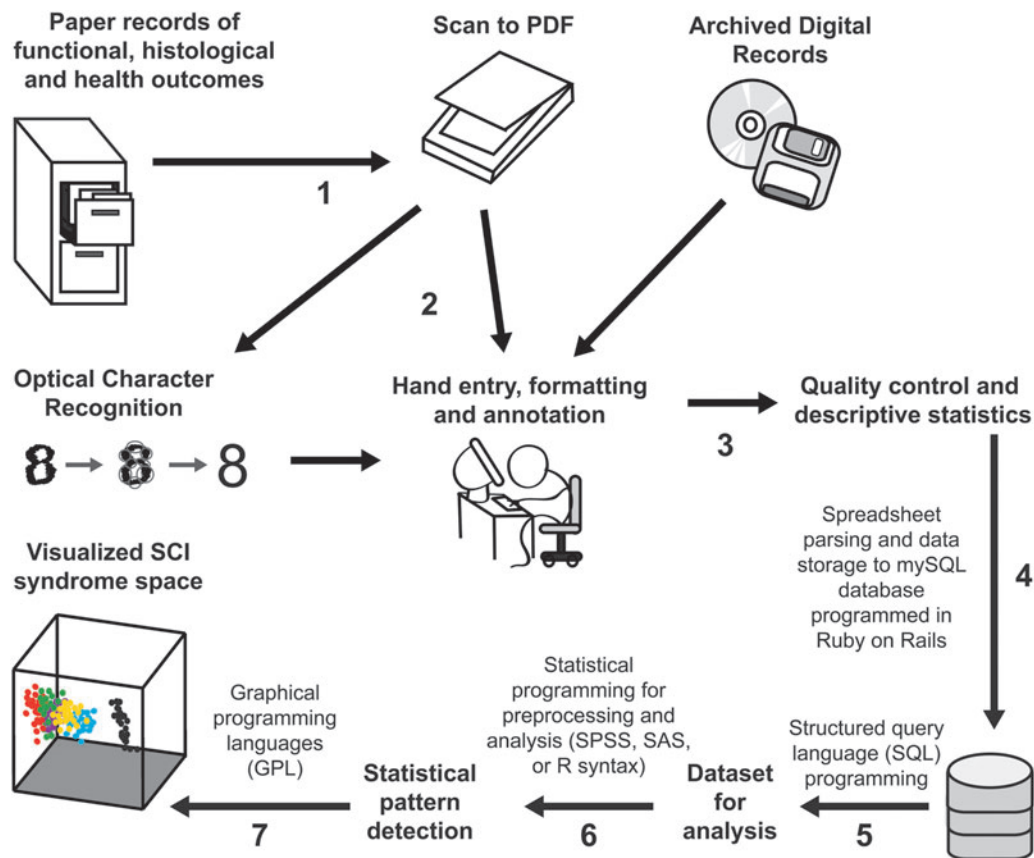 Paper records of
functional, histological
and health outcomes
Scan to PDF
Archived Digital
Records
1
2
Optical Character
Recognition
8 8 8
Hand entry, formatting
and annotation
3
Quality control and
descriptive statistics
Spreadsheet
parsing and data
storage to mySQL
database
programmed in
Ruby on Rails
4
Visualized SCI
syndrome space
Graphical
programming
languages
(GPL)
7
Statistical
pattern
detection
Statistical
programming for
preprocessing and
analysis (SPSS, SAS,
or R syntax)
6
Dataset
for
analysis
Structured query
language (SQL)
programming
5